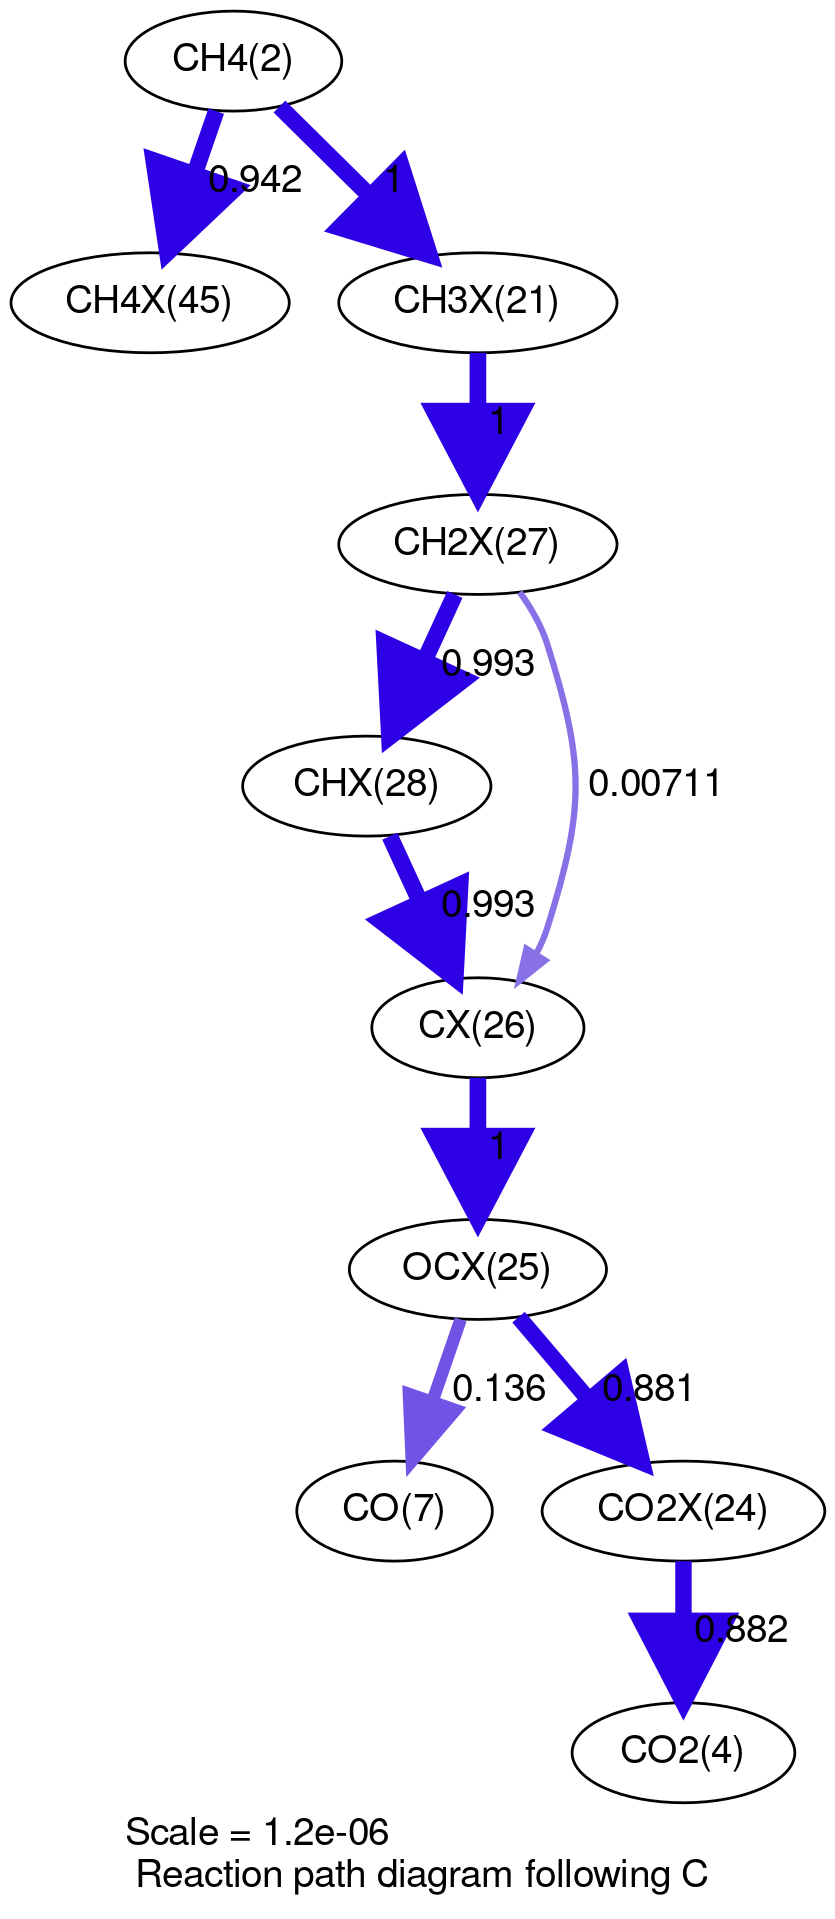 CH4(2)
0.942
1
CH4X(45)
CH3X(21)
1
CH2X(27)
0.993
0.00711
CHX(28)
0.993
CX(26)
1
OCX(25)
0.136
0.881
CO(7)
CO2X(24)
0.882
CO2(4)
Scale = 1.2e-06
Reaction path diagram following C